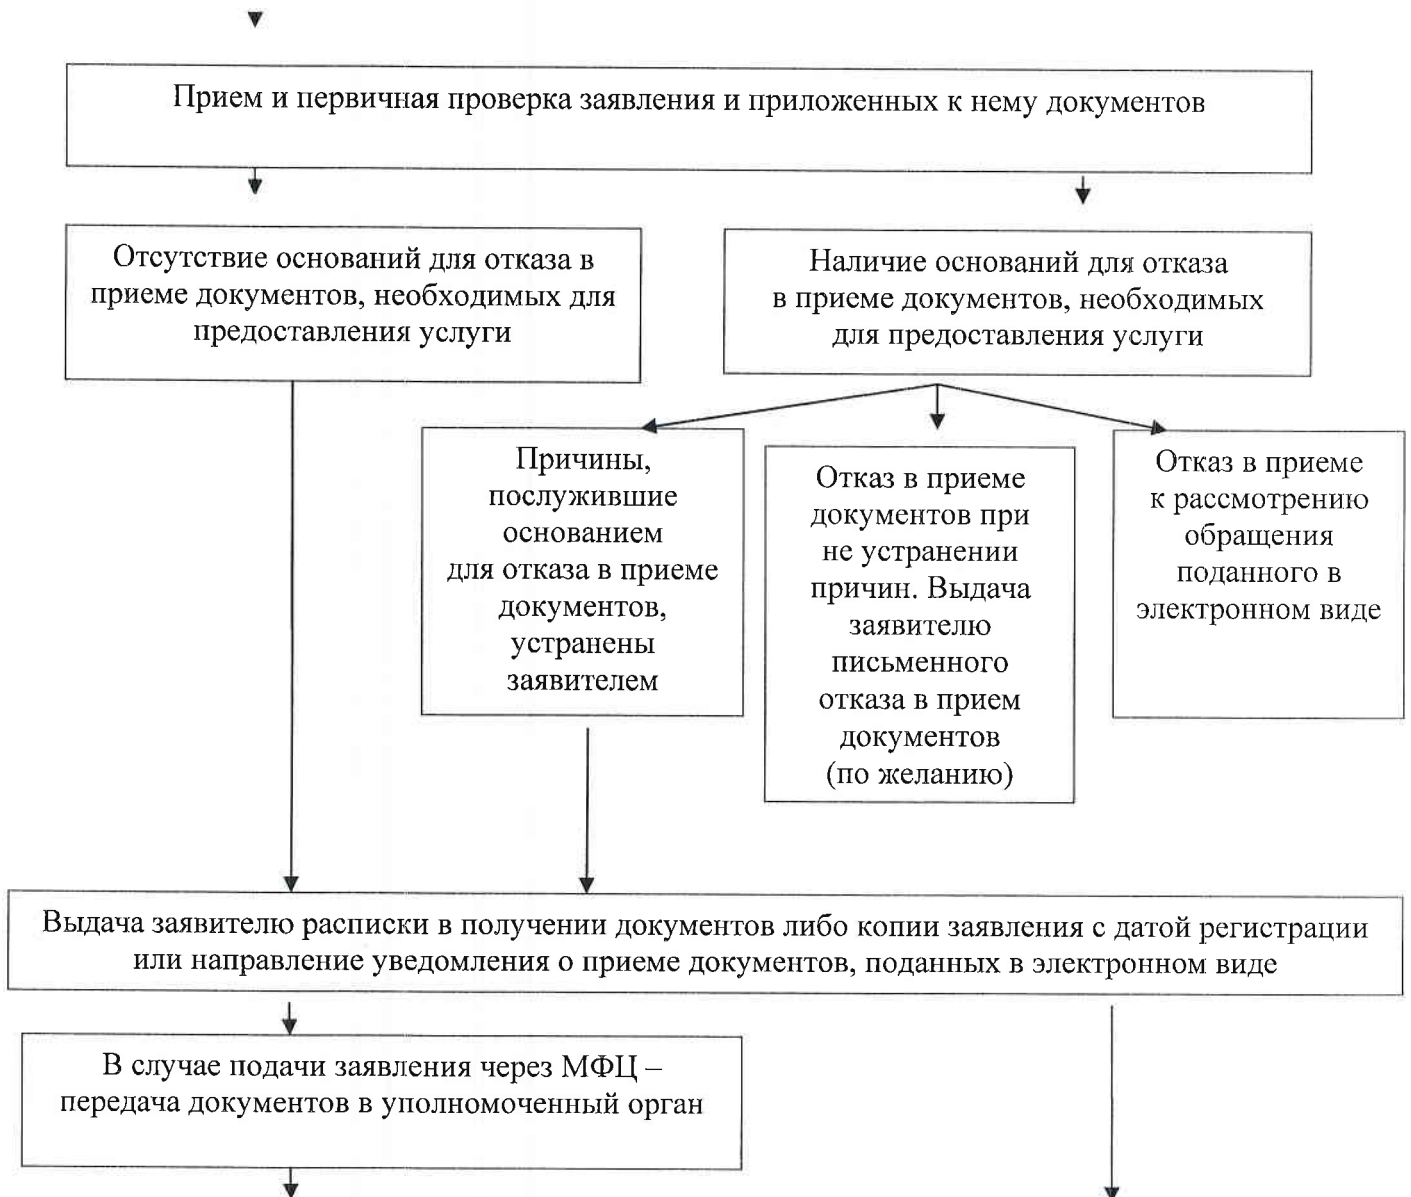 Прием и первичная проверка заявления и приложенных к нему документов
Отсутствие оснований для отказа в
приеме документов, необходимых для
предоставления услуги
Наличие оснований для отказа
в приеме документов, необходимых
для предоставления услуги
Причины,
послужившие
основанием
для отказа в приеме
документов,
устранены
заявителем
Отказ в приеме
документов при
не устранении
причин. Выдача
заявителю
письменного
отказа в прием
документов
(по желанию)
Отказ в приеме
к рассмотрению
обращения
поданного в
электронном виде
Выдача заявителю расписки в получении документов либо копии заявления с датой регистрации
или направление уведомления о приеме документов, поданных в электронном виде
В случае подачи заявления через МФЦ –
передача документов в уполномоченный орган